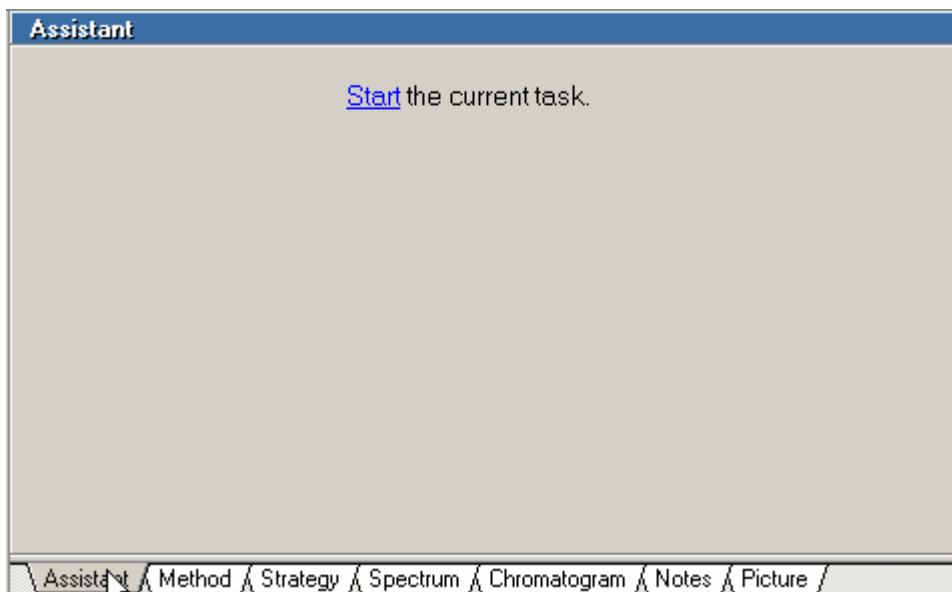 Assistant
Start the current task.
Assistant Method Strategy Spectrum Chromatogram Notes Picture